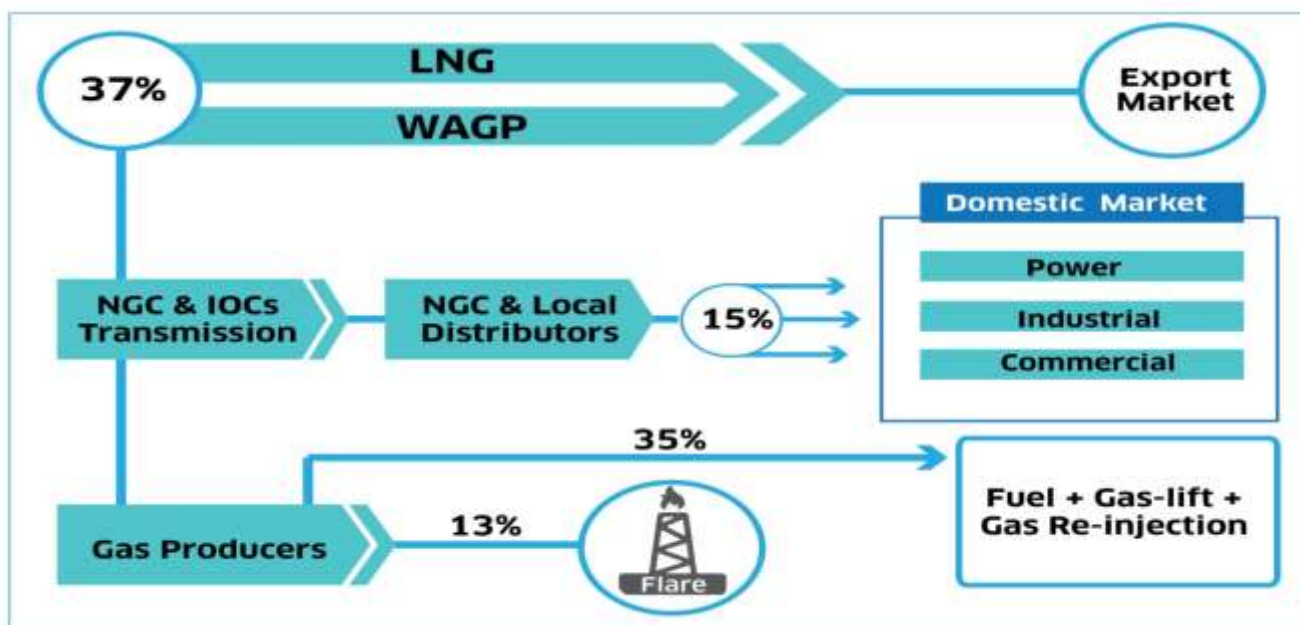 37%
LNG
WAGP
Export
Market
Domestic Market
Power
Industrial
Commercial
NGC & IOCs
Transmission
NGC & Local
Distributors
15%
35%
Fuel + Gas-lift +
Gas Re-injection
Gas Producers
13%
Flare